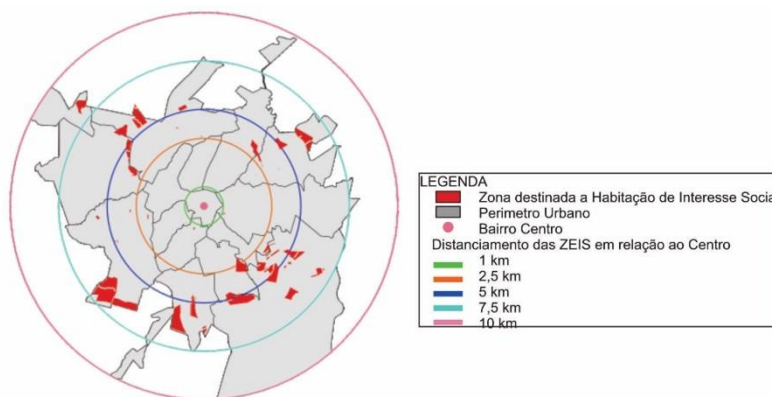 LEGENDA
Zona destinada a Habitação de Interesse Socia
Perimetro Urbano
Bairro Centro
Distanciamento das ZEIS em relação ao Centro
1 km
2,5 km
5 km
7,5 km
10 km